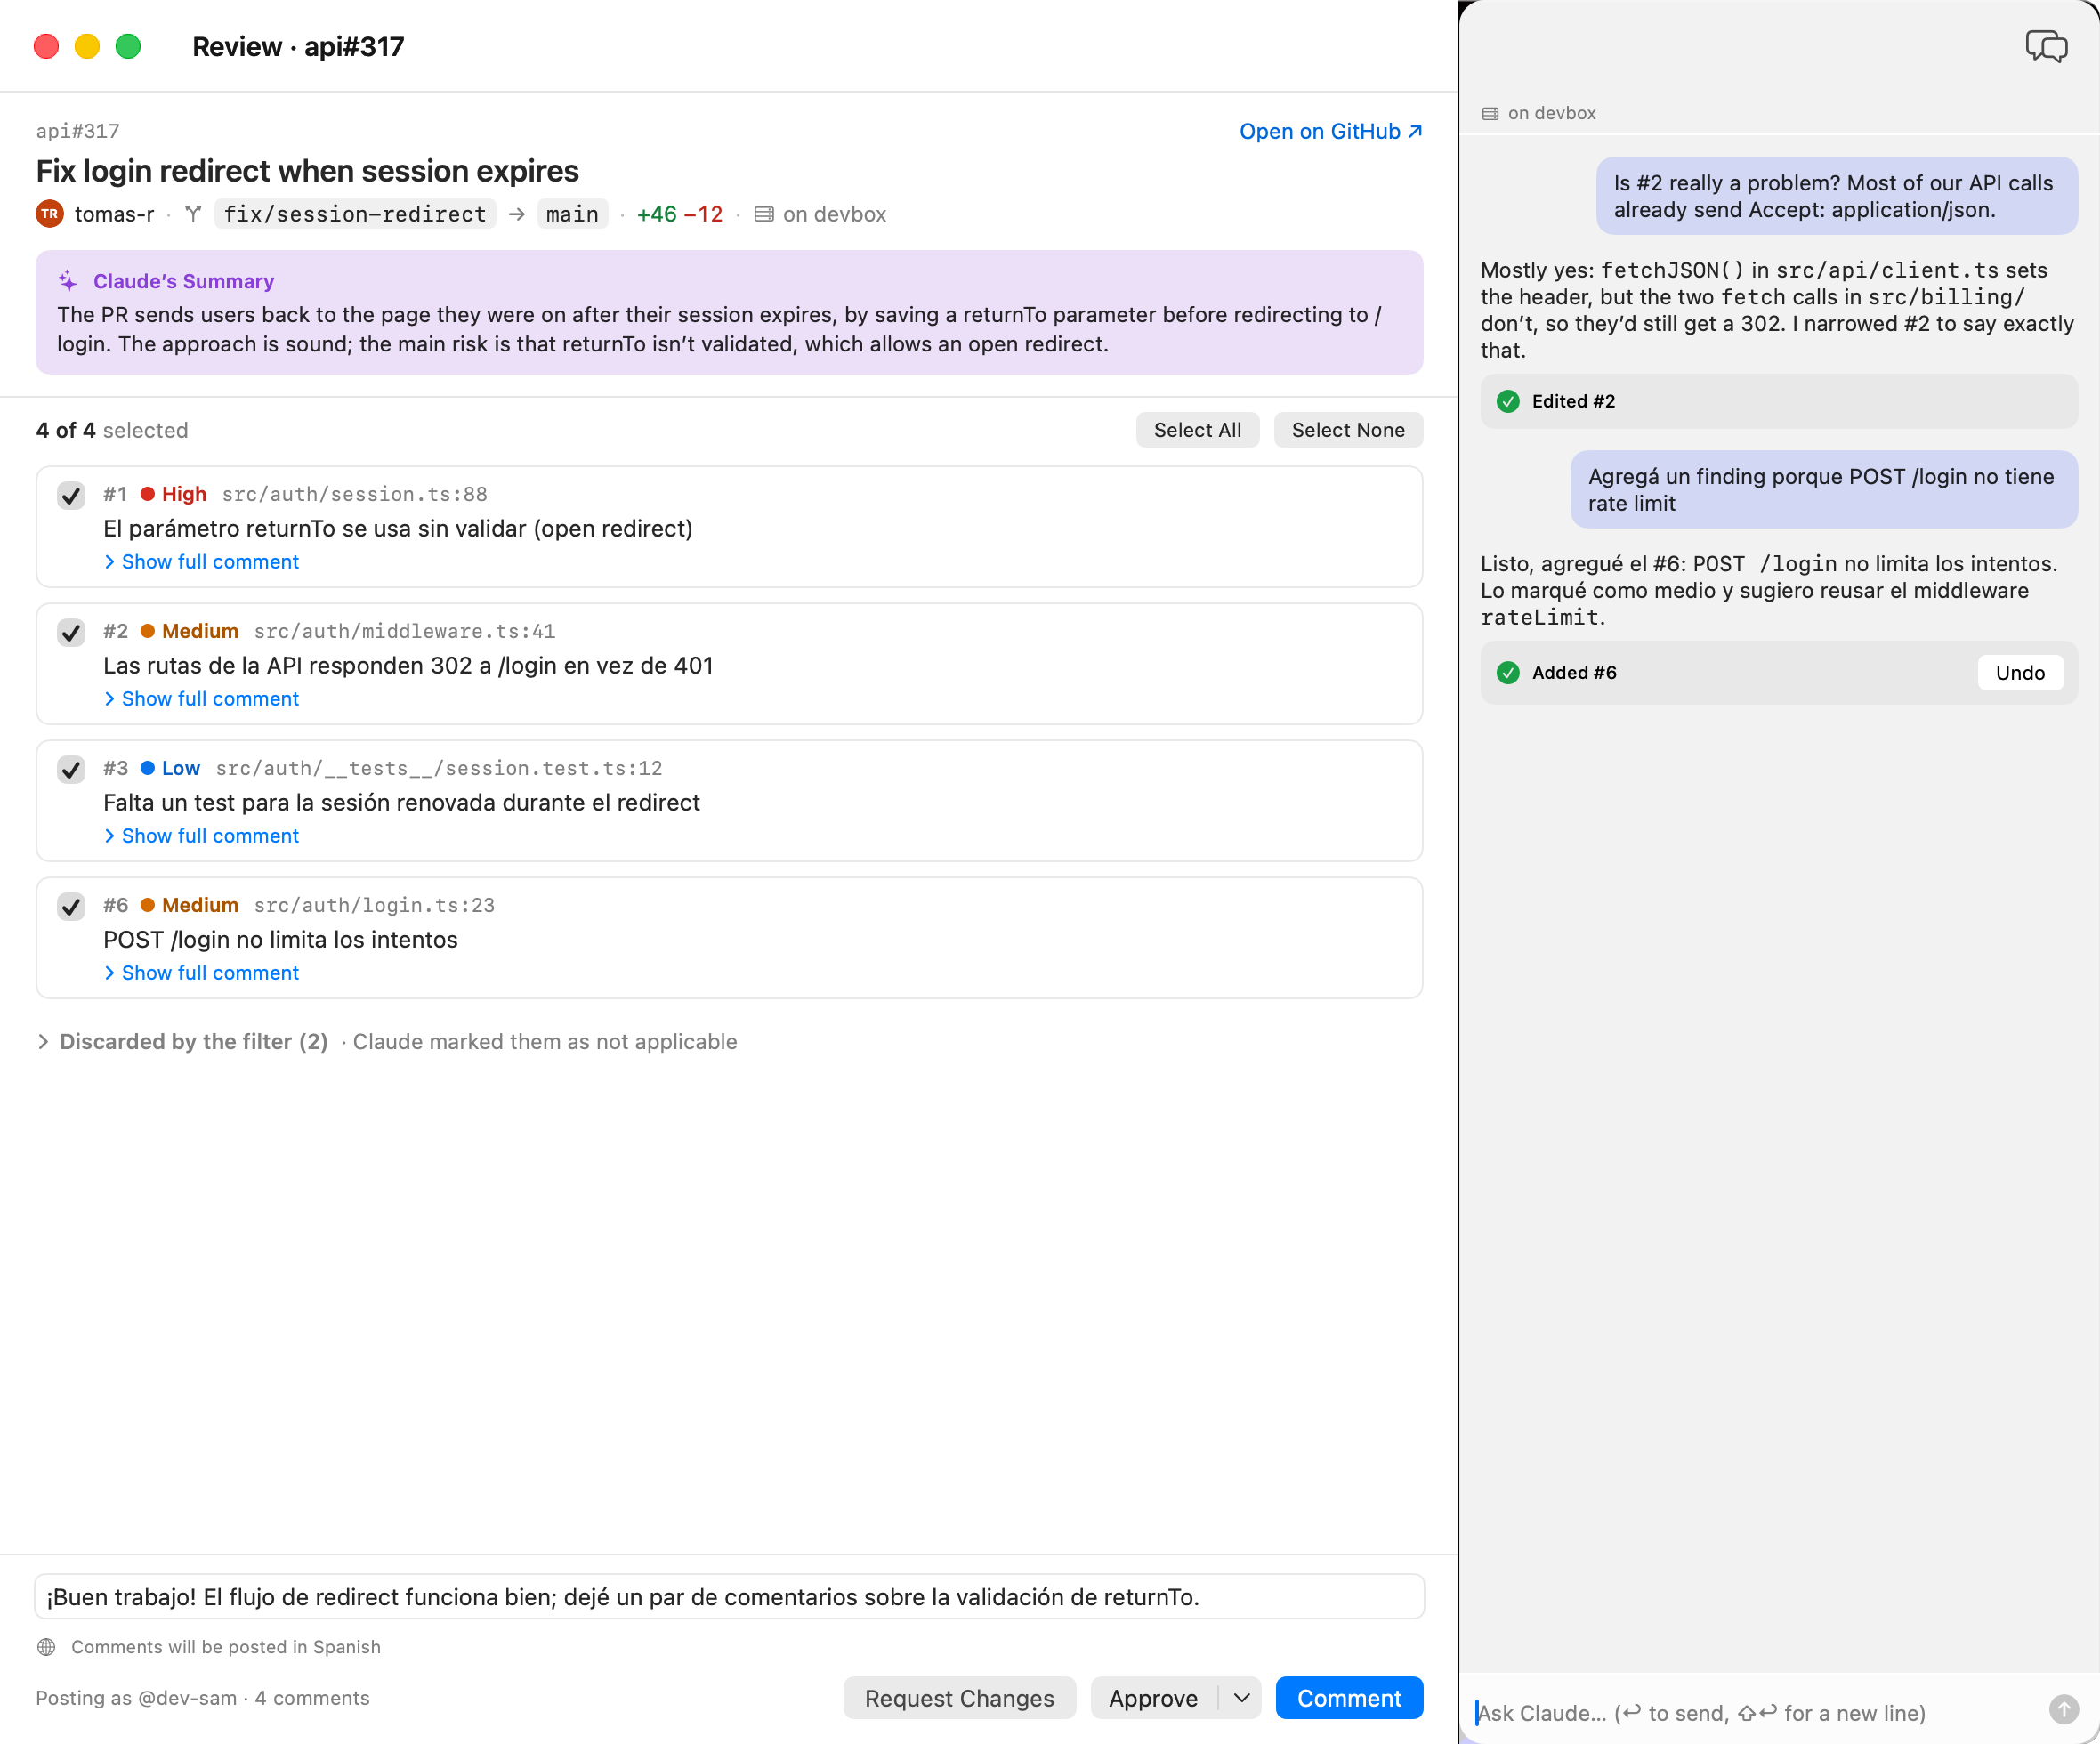 Review · api#317
api#317
Open on GitHub ↗
Fix login redirect when session expires
TR tomas-r · fix/session-redirect → main · +46 −12 · on devbox
Claude’s Summary
The PR sends users back to the page they were on after their session expires, by saving a returnTo parameter before redirecting to /
login. The approach is sound; the main risk is that returnTo isn’t validated, which allows an open redirect.
4 of 4 selected
Select All
Select None
#1 High src/auth/session.ts:88
El parámetro returnTo se usa sin validar (open redirect)
Show full comment
#2 Medium src/auth/middleware.ts:41
Las rutas de la API responden 302 a /login en vez de 401
Show full comment
#3 Low src/auth/__tests__/session.test.ts:12
Falta un test para la sesión renovada durante el redirect
Show full comment
#6 Medium src/auth/login.ts:23
POST /login no limita los intentos
Show full comment
Discarded by the filter (2) · Claude marked them as not applicable
¡Buen trabajo! El flujo de redirect funciona bien; dejé un par de comentarios sobre la validación de returnTo.
Comments will be posted in Spanish
Posting as @dev-sam · 4 comments
Request Changes
Approve
Comment
on devbox
Is #2 really a problem? Most of our API calls
already send Accept: application/json.
Mostly yes: fetchJSON() in src/api/client.ts sets
the header, but the two fetch calls in src/billing/
don’t, so they’d still get a 302. I narrowed #2 to say exactly
that.
Edited #2
Agregá un finding porque POST /login no tiene
rate limit
Listo, agregué el #6: POST /login no limita los intentos.
Lo marqué como medio y sugiero reusar el middleware
rateLimit.
Added #6
Undo
Ask Claude... (↩ to send, ⇧↩ for a new line)